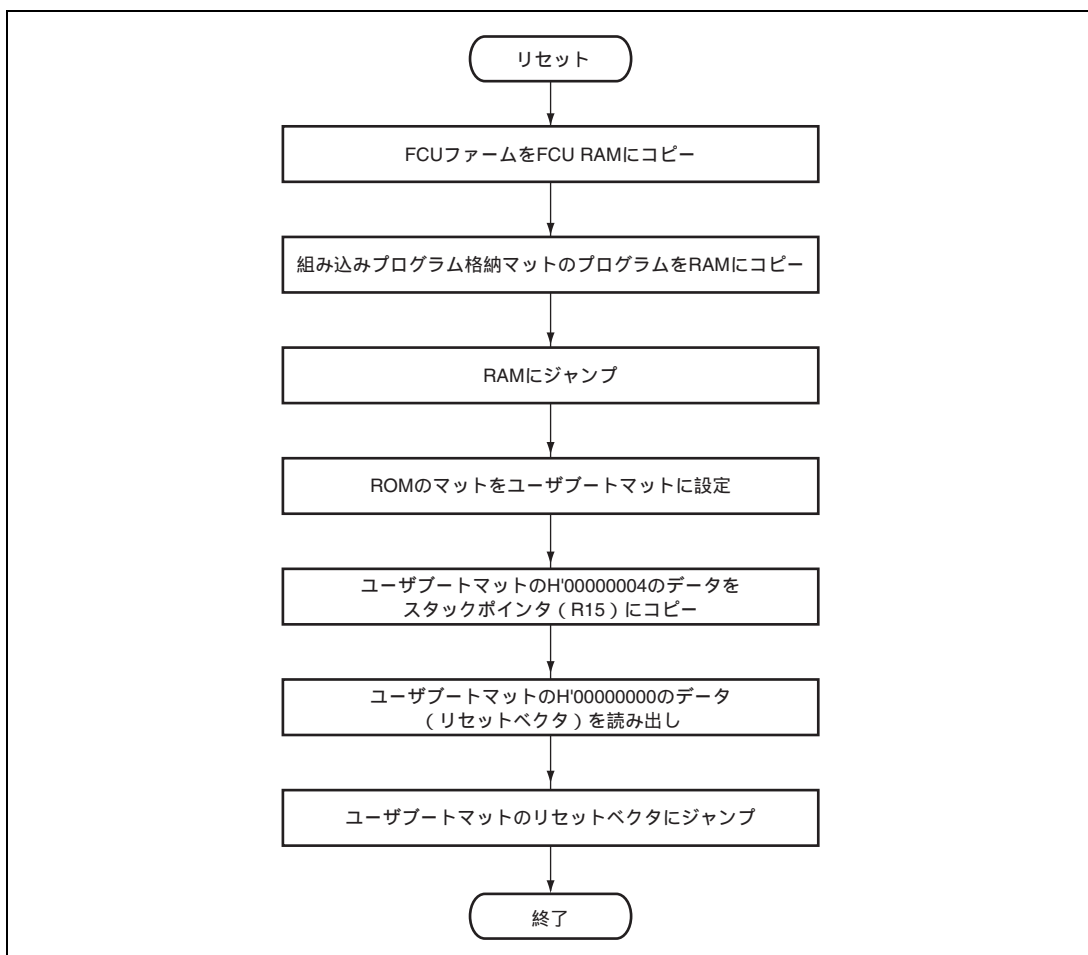 リセット
FCUファームをFCU RAMにコピー
組み込みプログラム格納マットのプログラムをRAMにコピー
RAMにジャンプ
ROMのマットをユーザブートマットに設定
ユーザブートマットのH'00000004のデータを
スタックポインタ（R15）にコピー
ユーザブートマットのH'00000000のデータ
（リセットベクタ）を読み出し
ユーザブートマットのリセットベクタにジャンプ
終了